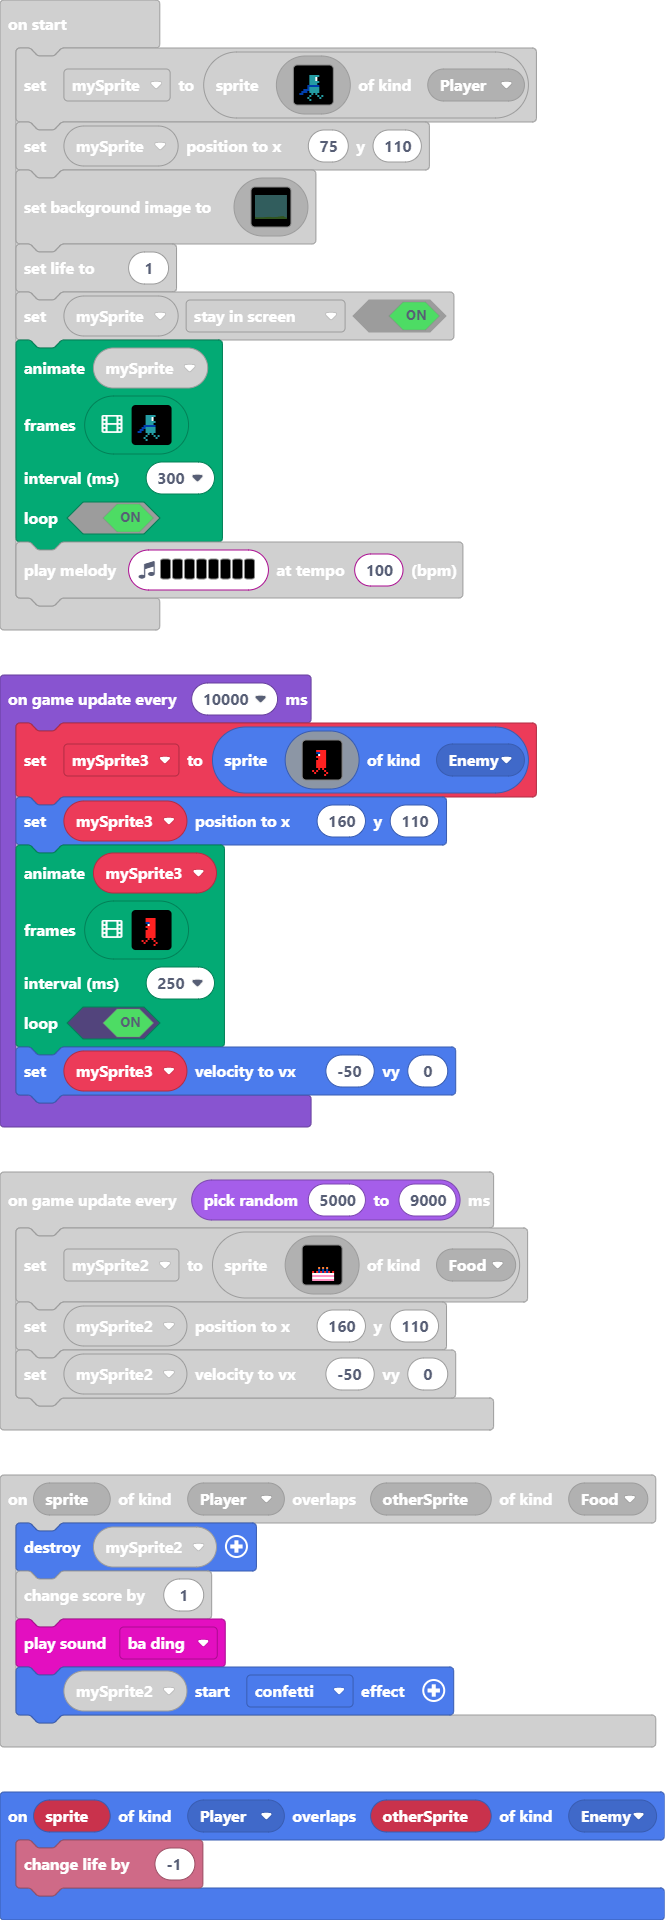 on start
set mySprite to sprite of kind Player
set mySprite position to x 75 y 110
set background image to
set life to 1
set mySprite stay in screen ON
animate mySprite
frames
interval (ms) 300
loop ON
play melody at tempo 100 (bpm)
on game update every 10000 ms
set mySprite3 to sprite of kind Enemy
set mySprite3 position to x 160 y 110
animate mySprite3
frames
interval (ms) 250
loop ON
set mySprite3 velocity to vx -50 vy 0
on game update every pick random 5000 to 9000 ms
set mySprite2 to sprite of kind Food
set mySprite2 position to x 160 y 110
set mySprite2 velocity to vx -50 vy 0
on sprite of kind Player overlaps otherSprite of kind Food
destroy mySprite2
change score by 1
play sound ba ding
mySprite2 start confetti effect
on sprite of kind Player overlaps otherSprite of kind Enemy
change life by -1